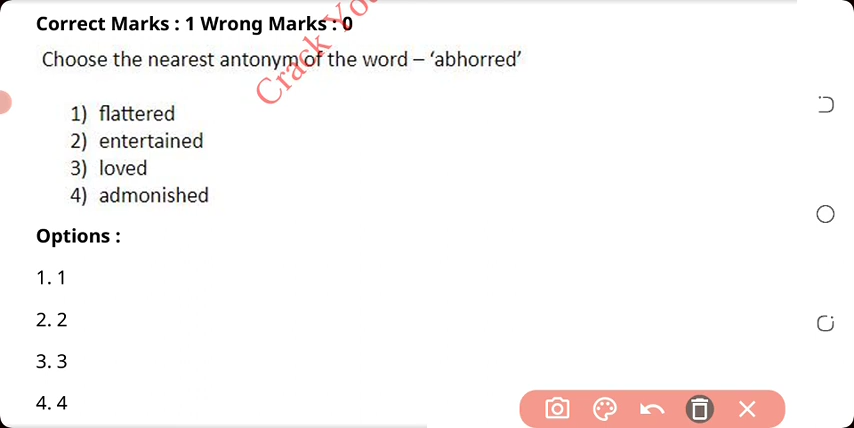 Correct Marks : 1 Wrong Marks : 0
Choose the nearest antonym of the word – ‘abhorred’
Crack
1) flattered
2) entertained
3) loved
4) admonished
Options :
1. 1
2. 2
3. 3
4. 4